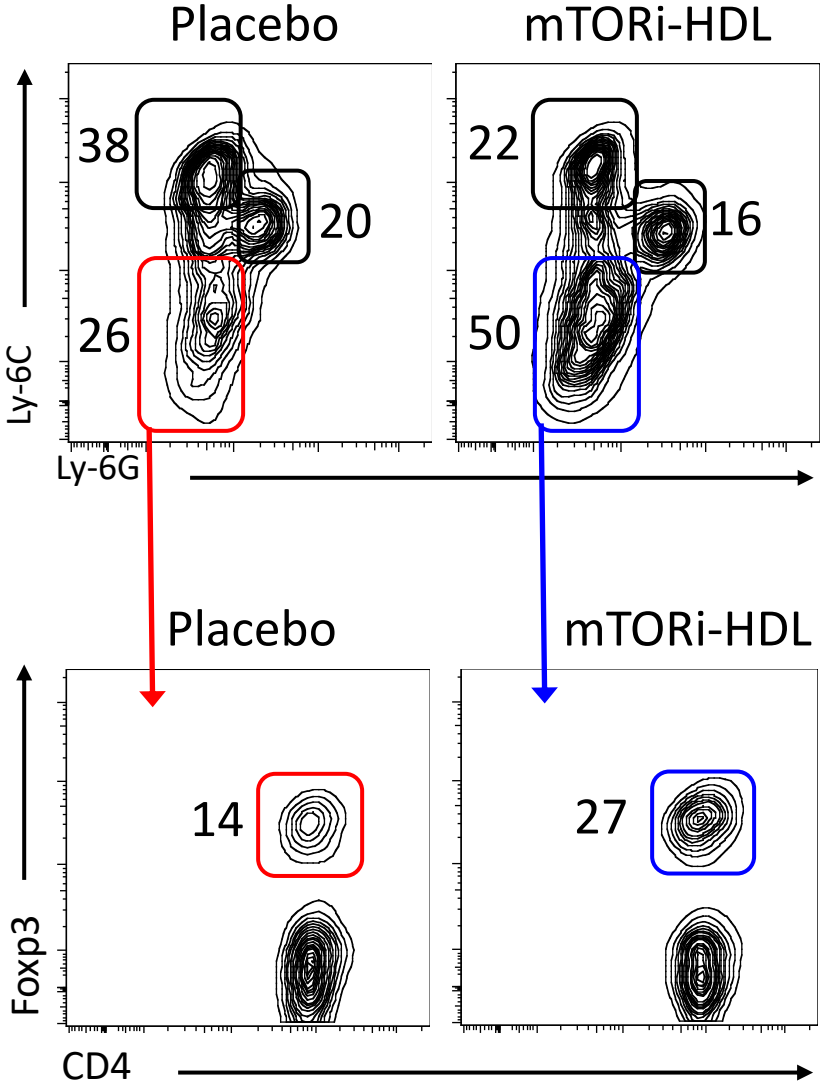 Placebo
mTORi-HDL
38
20
22
16
26
50
Ly-6C
Ly-6G
Placebo
mTORi-HDL
14
27
Foxp3
CD4